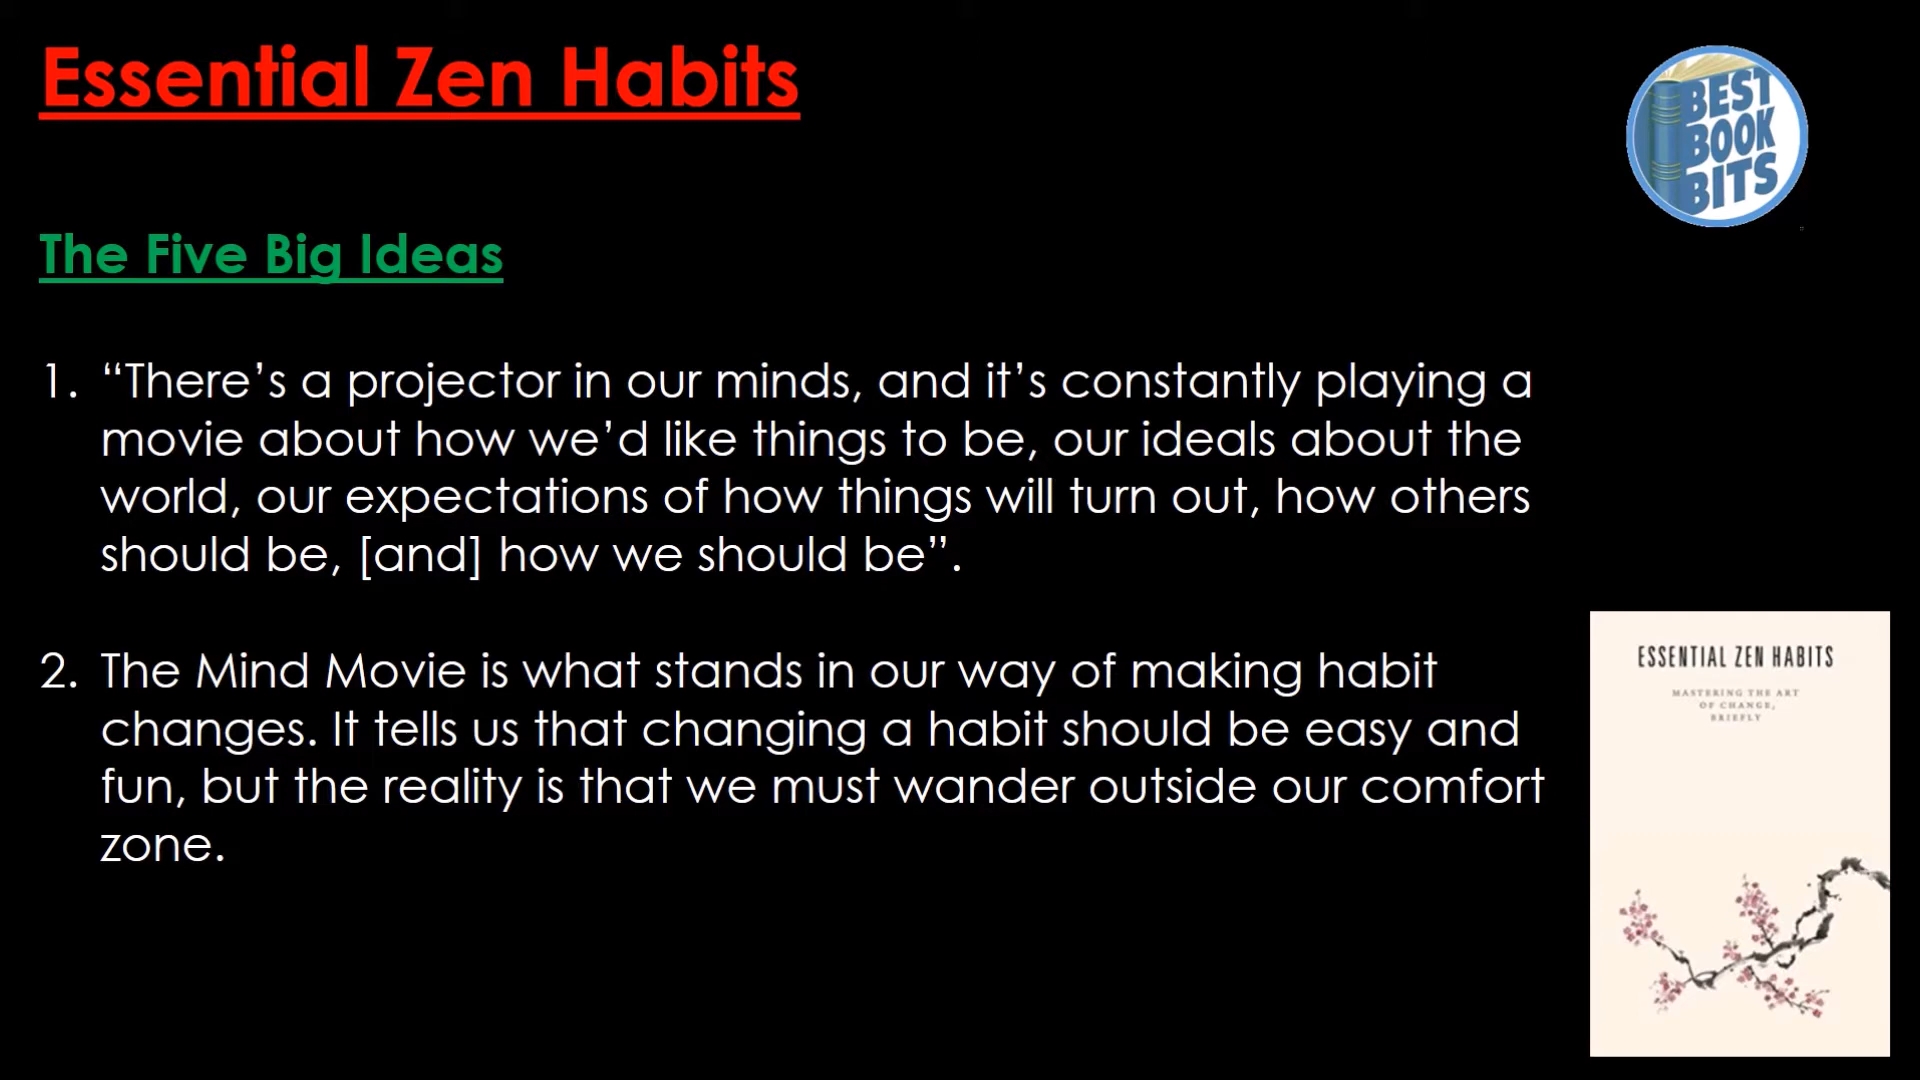 Essential Zen Habits
BEST
BOOK
BITS
The Five Big Ideas
1. “There’s a projector in our minds, and it’s constantly playing a
movie about how we’d like things to be, our ideals about the
world, our expectations of how things will turn out, how others
should be, [and] how we should be”.
2. The Mind Movie is what stands in our way of making habit
changes. It tells us that changing a habit should be easy and
fun, but the reality is that we must wander outside our comfort
zone.
ESSENTIAL ZEN HABITS
MASTERING THE ART
OF CHANGE,
BRIEFLY